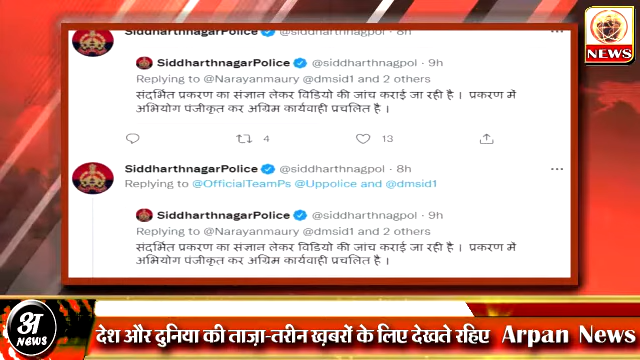 SiddharthnagarPolice @siddharthnagpol · 8h
SiddharthnagarPolice @siddharthnagpol · 9h
Replying to @Narayanmaury @dmsid1 and 2 others
संदर्भित प्रकरण का संज्ञान लेकर विडियो की जांच कराई जा रही है । प्रकरण में
अभियोग पंजीकृत कर अग्रिम कार्यवाही प्रचलित है ।
4 13
SiddharthnagarPolice @siddharthnagpol · 8h
Replying to @OfficialTeamPs @Uppolice and @dmsid1
SiddharthnagarPolice @siddharthnagpol · 9h
Replying to @Narayanmaury @dmsid1 and 2 others
संदर्भित प्रकरण का संज्ञान लेकर विडियो की जांच कराई जा रही है । प्रकरण में
अभियोग पंजीकृत कर अग्रिम कार्यवाही प्रचलित है ।
NEWS
अ
NEWS
देश और दुनिया की ताज़ा-तरीन ख़बरों के लिए देखते रहिए Arpan News